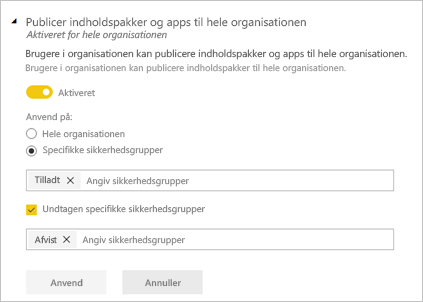 Publicer indholdspakker og apps til hele organisationen
Aktiveret for hele organisationen
Brugere i organisationen kan publicere indholdspakker og apps til hele organisationen.
Brugere i organisationen kan publicere indholdspakker til hele organisationen.
Aktiveret
Anvend på:
Hele organisationen
Specifikke sikkerhedsgrupper
Tilladt X Angiv sikkerhedsgrupper
Undtagen specifikke sikkerhedsgrupper
Afvist X Angiv sikkerhedsgrupper
Anvend Annuller